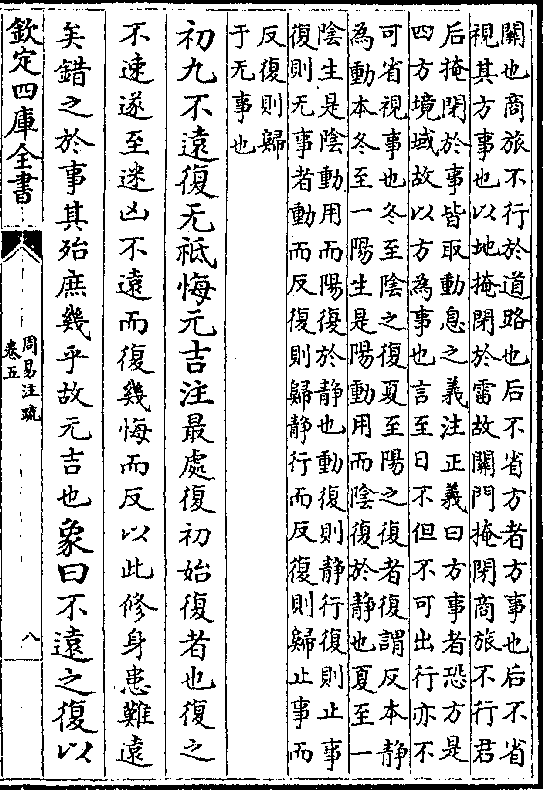 關也商旅不行於道路也后不省方者方事也后不省
視其方事也以地掩閉於雷故關門掩閉商旅不行君
后掩閉於事皆取動息之義注正義曰方事者恐方是
四方境域故以方為事也言至日不但不可出行亦不
可省視事也冬至陰之復夏至陽之復者復謂反本靜
為動本冬至一陽生是陽動用而陰復於靜也夏至一
陰生是陰動用而陽復於靜也動復則靜行復則止事
復則无事者動而反復則歸靜行而反復則歸止事而
反復則歸
于无事也
初九不遠復无祗悔元吉注最處復初始復者也復之
不速遂至迷凶不遠而復幾悔而反以此修身患難遠
矣錯之於事其殆庶幾乎故元吉也象曰不遠之復以
欽定四庫全書
周易注疏
卷五
八